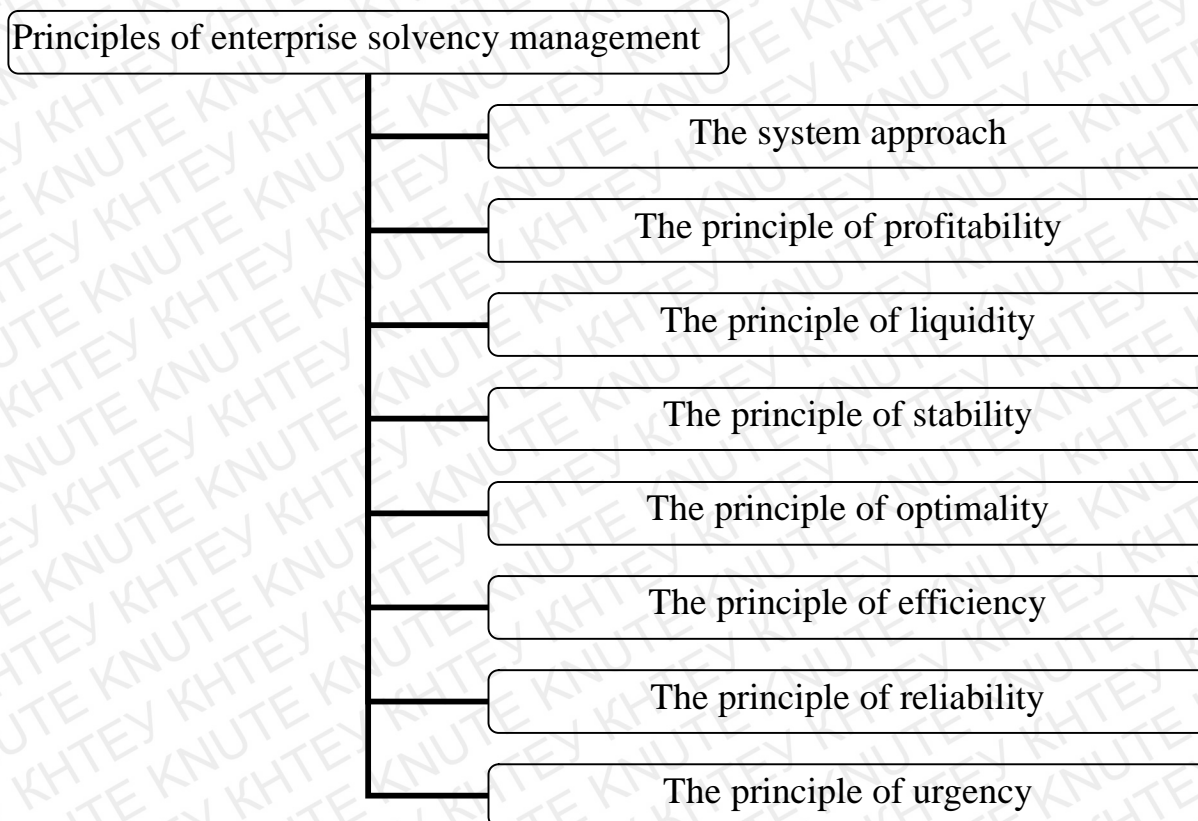 Principles of enterprise solvency management
The system approach
The principle of profitability
The principle of liquidity
The principle of stability
The principle of optimality
The principle of efficiency
The principle of reliability
The principle of urgency